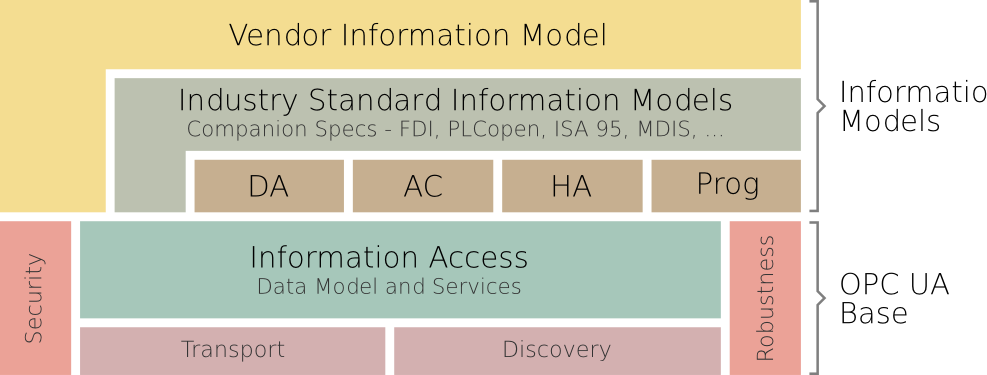 Vendor Information Model
Industry Standard Information Models
Companion Specs - FDI, PLCopen, ISA 95, MDIS, ...
DA
AC
HA
Prog
Informatio
Models
Security
Information Access
Data Model and Services
Robustness
Transport
Discovery
OPC UA
Base